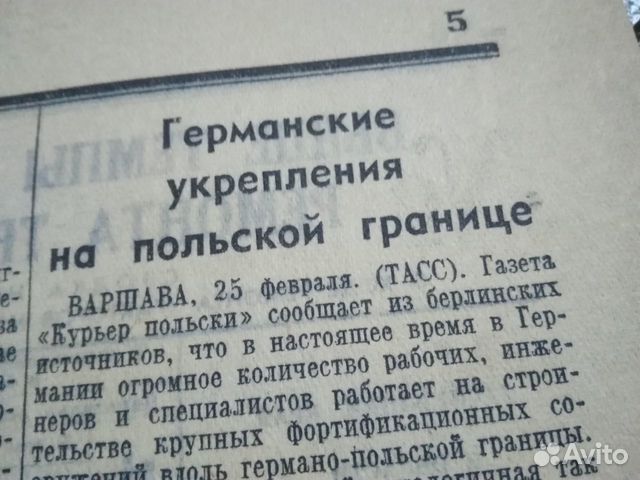 5
Германские
укрепления
на польской границе
ВАРШАВА, 25 февраля. (ТАСС). Газета
«Курьер польски» сообщает из берлинских
источников, что в настоящее время в Гер-
мании огромное количество рабочих, инже-
неров и специалистов работает на строи-
тельстве крупных фортификационных со-
оружений вдоль германо-польской границы.
так
Avito